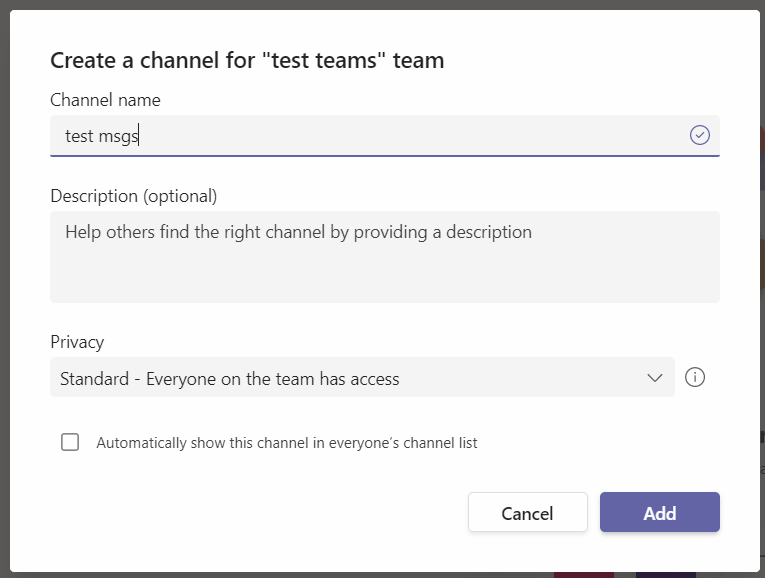 Create a channel for "test teams" team
Channel name
test msgs
Description (optional)
Help others find the right channel by providing a description
Privacy
Standard - Everyone on the team has access
Automatically show this channel in everyone's channel list
Cancel
Add